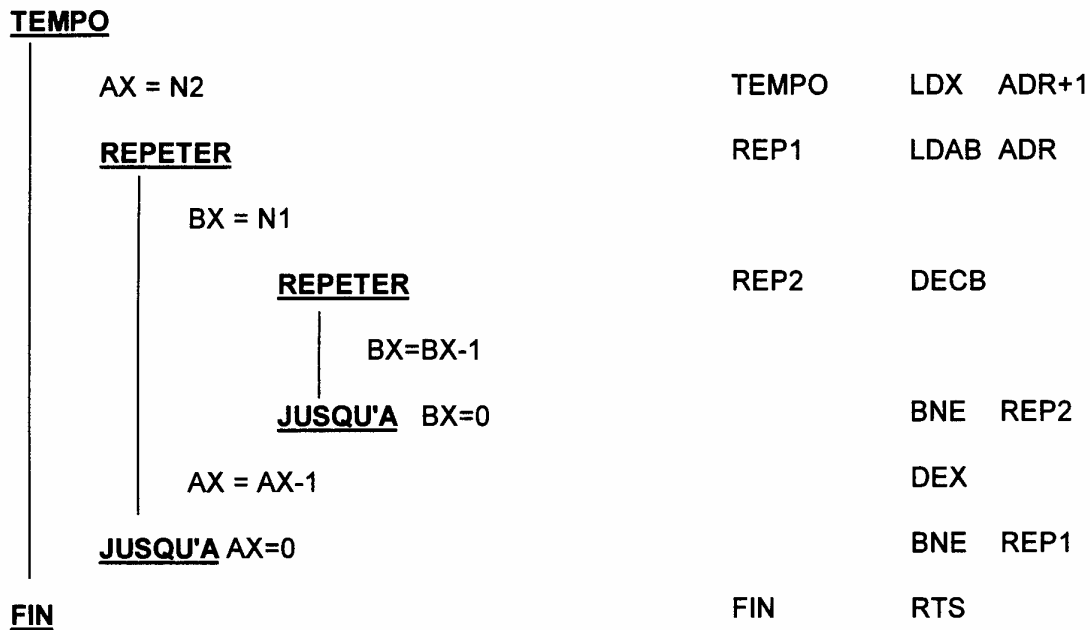 TEMPO
AX = N2 TEMPO LDX ADR+1
REPETER REP1 LDAB ADR
BX = N1
REPETER REP2 DECB
BX=BX-1
JUSQU'A BX=0 BNE REP2
AX = AX-1 DEX
JUSQU'A AX=0 BNE REP1
FIN FIN RTS